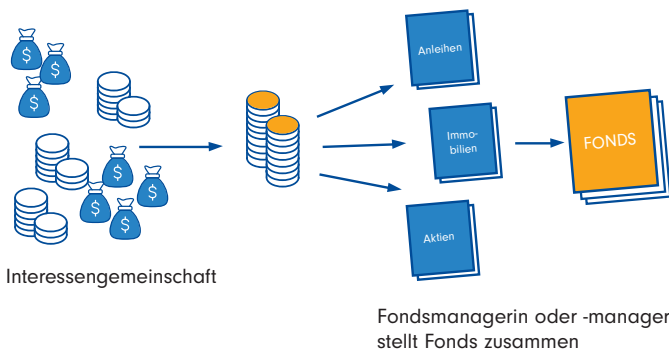 $
$
$
Anleihen
Immo-
bilien
FONDS
$
$
$
$
Aktien
Interessengemeinschaft
Fondsmanagerin oder -manager
stellt Fonds zusammen